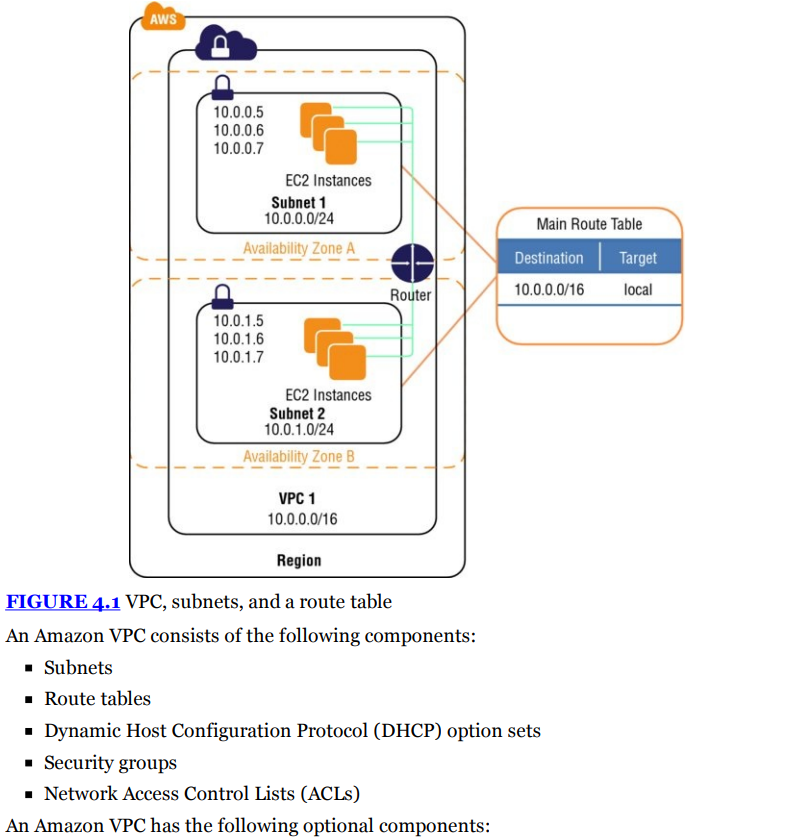 AWS
10.0.0.5
10.0.0.6
10.0.0.7
EC2 Instances
Subnet 1
10.0.0.0/24
Availability Zone A
Router
10.0.1.5
10.0.1.6
10.0.1.7
EC2 Instances
Subnet 2
10.0.1.0/24
Availability Zone B
VPC 1
10.0.0.0/16
Region
Main Route Table
Destination Target
10.0.0.0/16 local
FIGURE 4.1 VPC, subnets, and a route table
An Amazon VPC consists of the following components:
▪ Subnets
▪ Route tables
▪ Dynamic Host Configuration Protocol (DHCP) option sets
▪ Security groups
▪ Network Access Control Lists (ACLs)
An Amazon VPC has the following optional components: